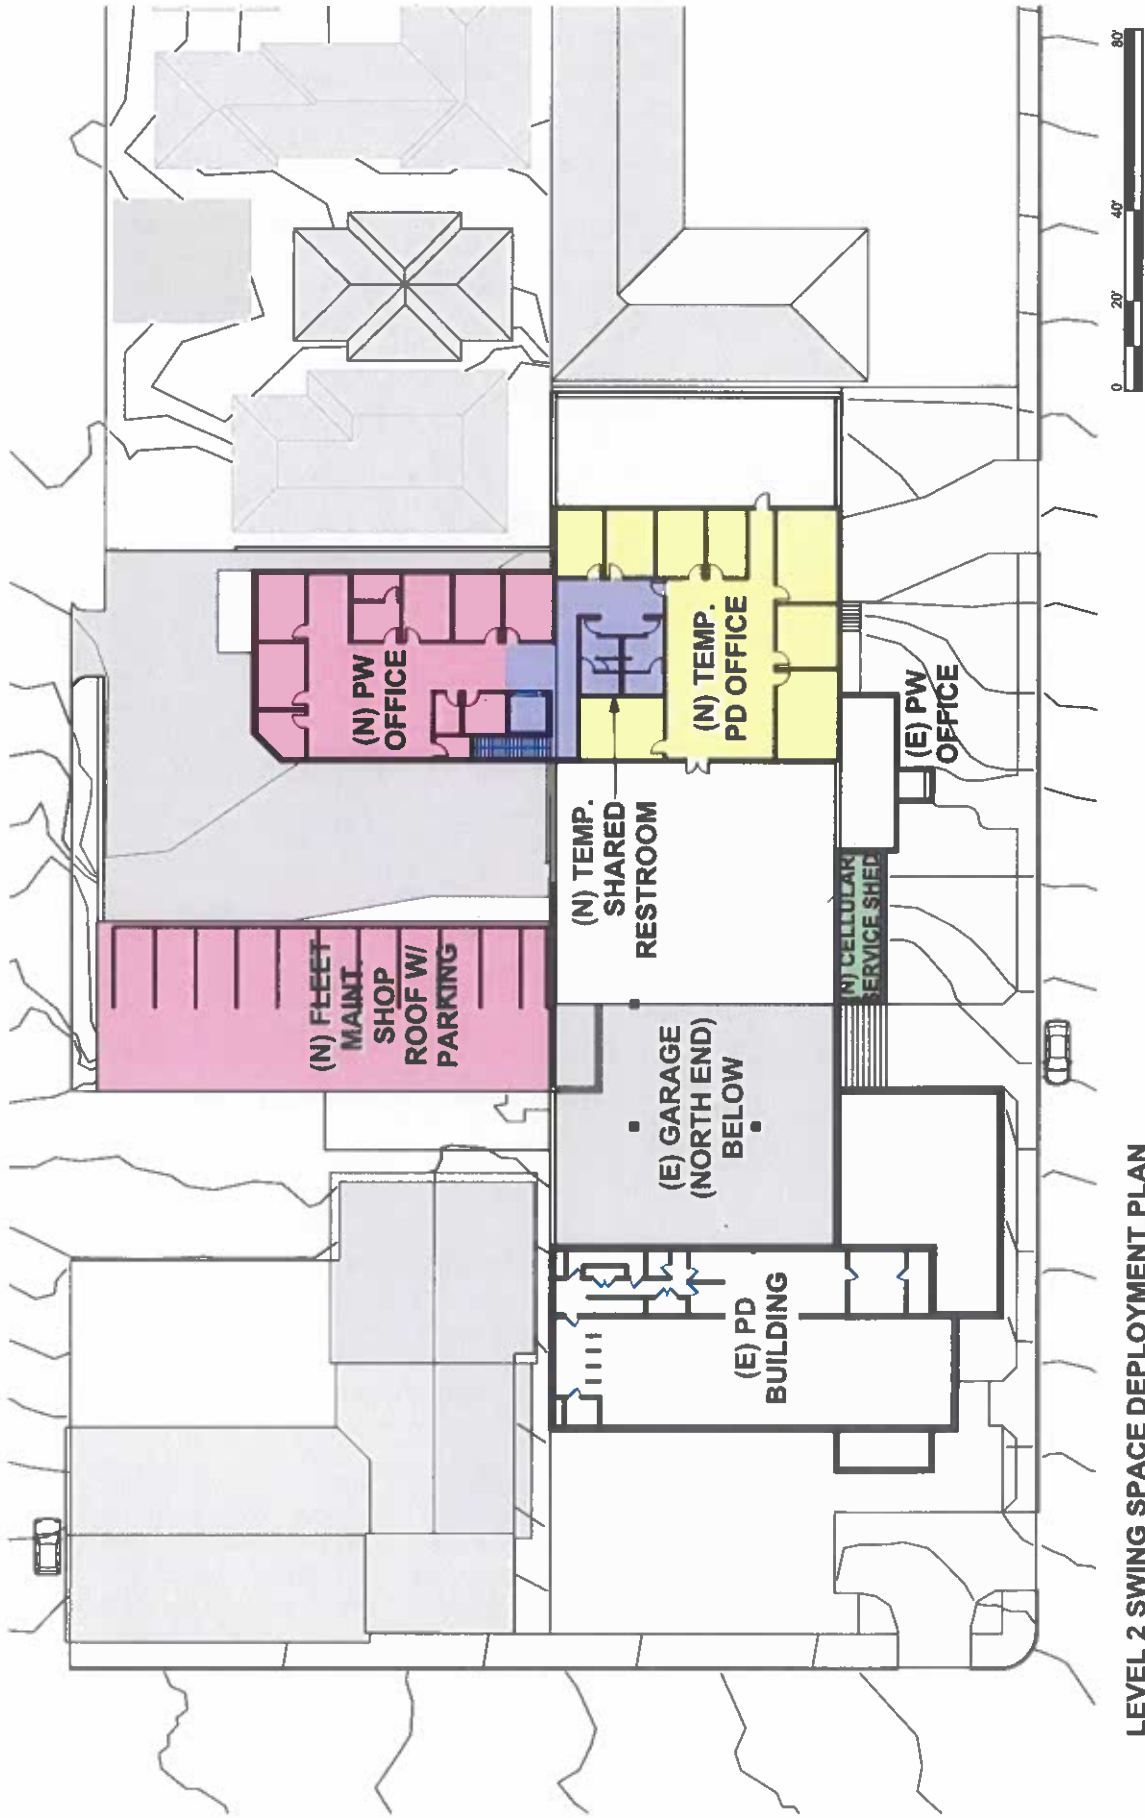 (N) PW
OFFICE
(N) FLEET
MAINT.
SHOP
ROOF W/
PARKING
(N) TEMP.
SHARED
RESTROOM
(N) TEMP.
PD OFFICE
(E) GARAGE
(NORTH END)
BELOW
(E) PD
BUILDING
(N) CELLULAR
SERVICE SHED
(E) PW
OFFICE
0 20' 40' 80'
LEVEL 2 SWING SPACE DEPLOYMENT PLAN